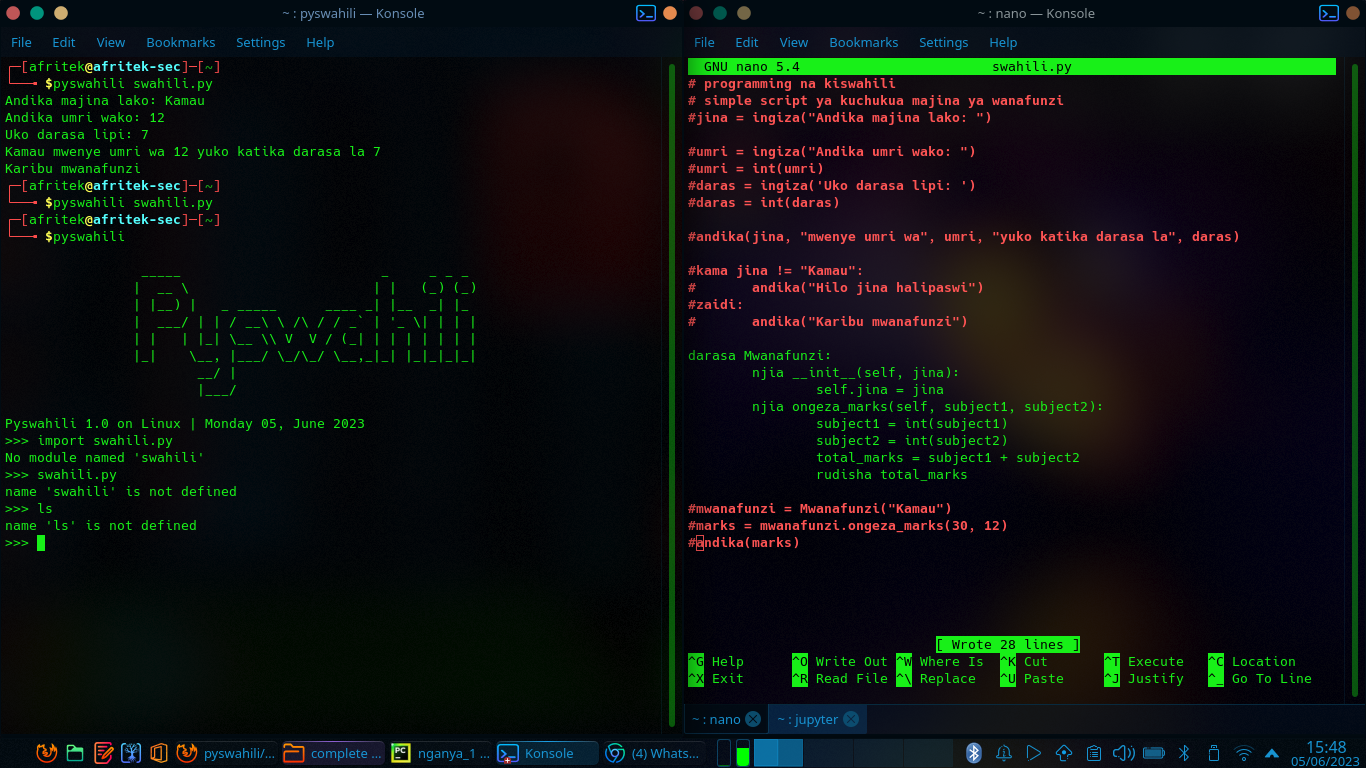 ~ : pyswahili — Konsole
File Edit View Bookmarks Settings Help
┌─[afritek@afritek-sec]─[~]
└──╼ $pyswahili swahili.py
Andika majina lako: Kamau
Andika umri wako: 12
Uko darasa lipi: 7
Kamau mwenye umri wa 12 yuko katika darasa la 7
Karibu mwanafunzi
┌─[afritek@afritek-sec]─[~]
└──╼ $pyswahili swahili.py
┌─[afritek@afritek-sec]─[~]
└──╼ $pyswahili
Pyswahili
Pyswahili 1.0 on Linux | Monday 05, June 2023
>>> import swahili.py
No module named 'swahili'
>>> swahili.py
name 'swahili' is not defined
>>> ls
name 'ls' is not defined
>>>
~ : nano — Konsole
File Edit View Bookmarks Settings Help
GNU nano 5.4 swahili.py
# programming na kiswahili
# simple script ya kuchukua majina ya wanafunzi
#jina = ingiza("Andika majina lako: ")
#umri = ingiza("Andika umri wako: ")
#umri = int(umri)
#daras = ingiza('Uko darasa lipi: ')
#daras = int(daras)
#andika(jina, "mwenye umri wa", umri, "yuko katika darasa la", daras)
#kama jina != "Kamau":
#       andika("Hilo jina halipaswi")
#zaidi:
#       andika("Karibu mwanafunzi")
darasa Mwanafunzi:
        njia __init__(self, jina):
                self.jina = jina
        njia ongeza_marks(self, subject1, subject2):
                subject1 = int(subject1)
                subject2 = int(subject2)
                total_marks = subject1 + subject2
                rudisha total_marks
#mwanafunzi = Mwanafunzi("Kamau")
#marks = mwanafunzi.ongeza_marks(30, 12)
#andika(marks)
[ Wrote 28 lines ]
^G Help ^O Write Out ^W Where Is ^K Cut ^T Execute ^C Location
^X Exit ^R Read File ^\ Replace ^U Paste ^J Justify ^_ Go To Line
~ : nano ~ : jupyter
pyswahili/... complete ... PC nganya_1 ... Konsole (4) Whats... 15:48
05/06/2023